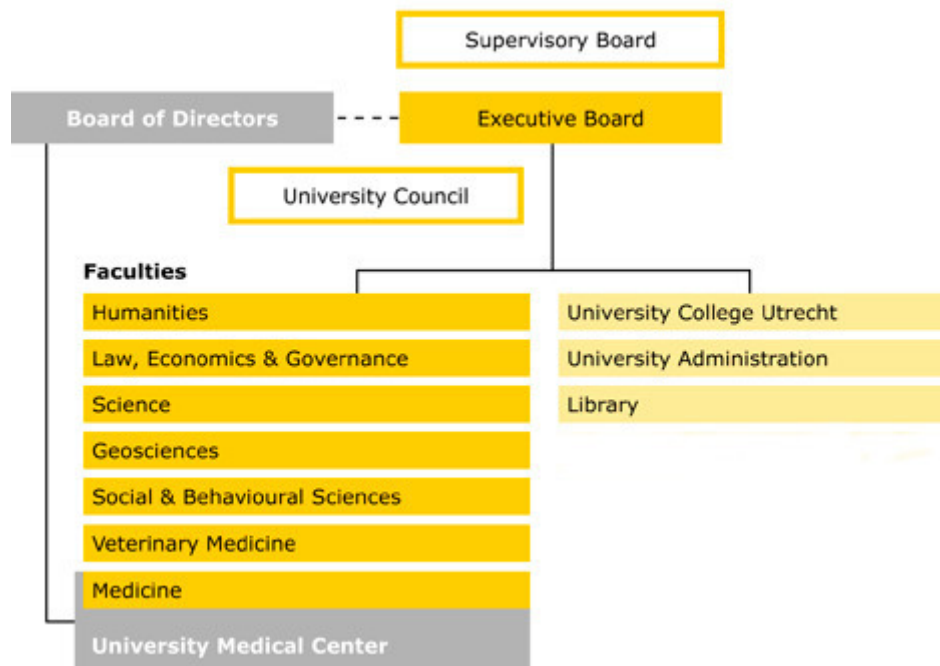 Supervisory Board
Board of Directors
Executive Board
University Council
Faculties
Humanities
Law, Economics & Governance
Science
Geosciences
Social & Behavioural Sciences
Veterinary Medicine
Medicine
University Medical Center
University College Utrecht
University Administration
Library